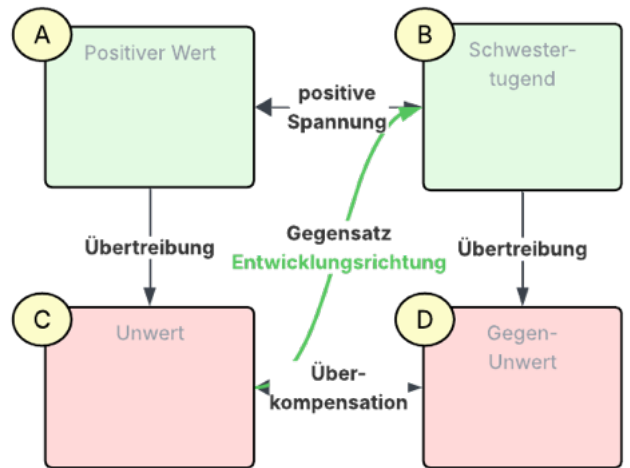 A
Positiver Wert
B
Schwester-
tugend
positive
Spannung
Übertreibung
Gegensatz
Entwicklungsrichtung
Übertreibung
C
Unwert
D
Gegen-
Unwert
Über-
kompensation